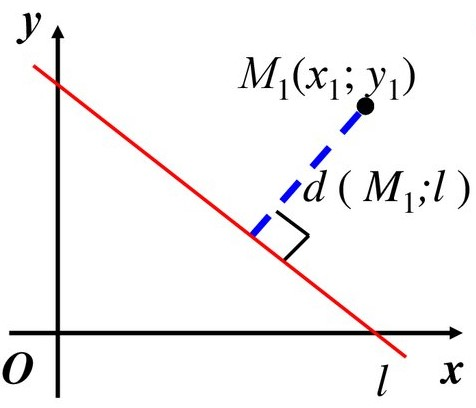 y
M₁(x₁; y₁)
d ( M₁;l )
O
l
x